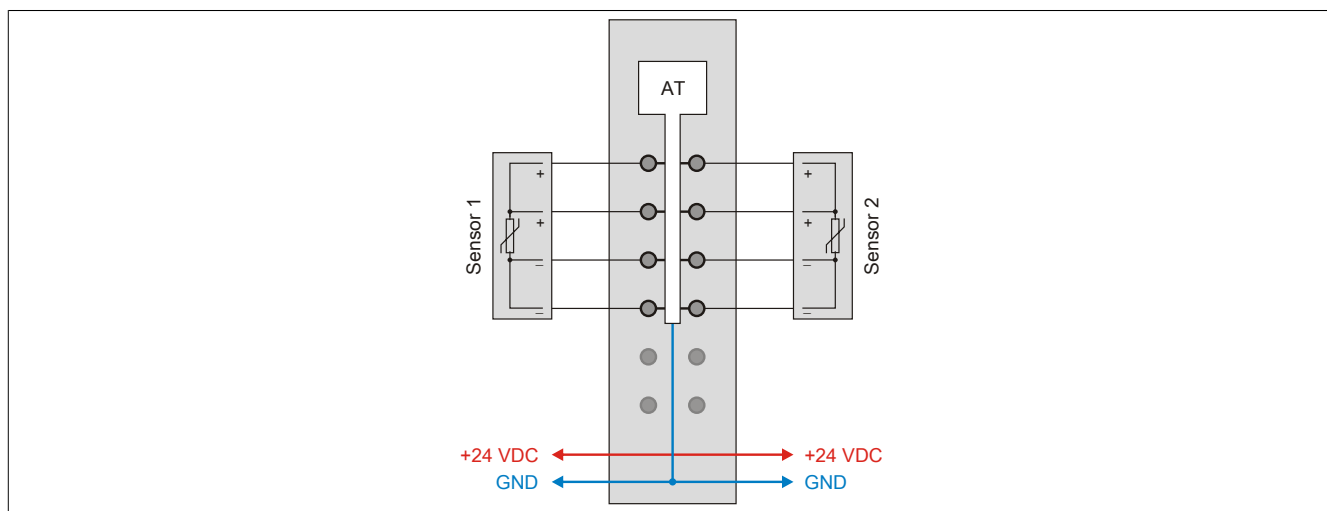 AT
Sensor 1
+
+
–
–
+
+
–
–
Sensor 2
+24 VDC
+24 VDC
GND
GND